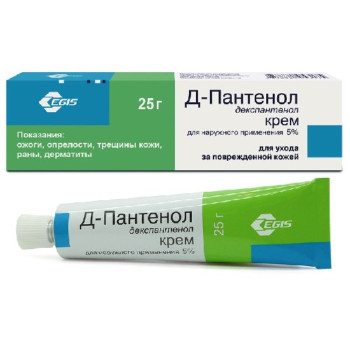 EGIS
25 г
Показания:
ожоги, опрелости, трещины кожи,
раны, дерматиты
Д-Пантенол
декспантенол
крем
для наружного применения 5%
для ухода
за поврежденной кожей
Д-Пантенол
декспантенол
крем
для наружного применения 5%
25 г
EGIS